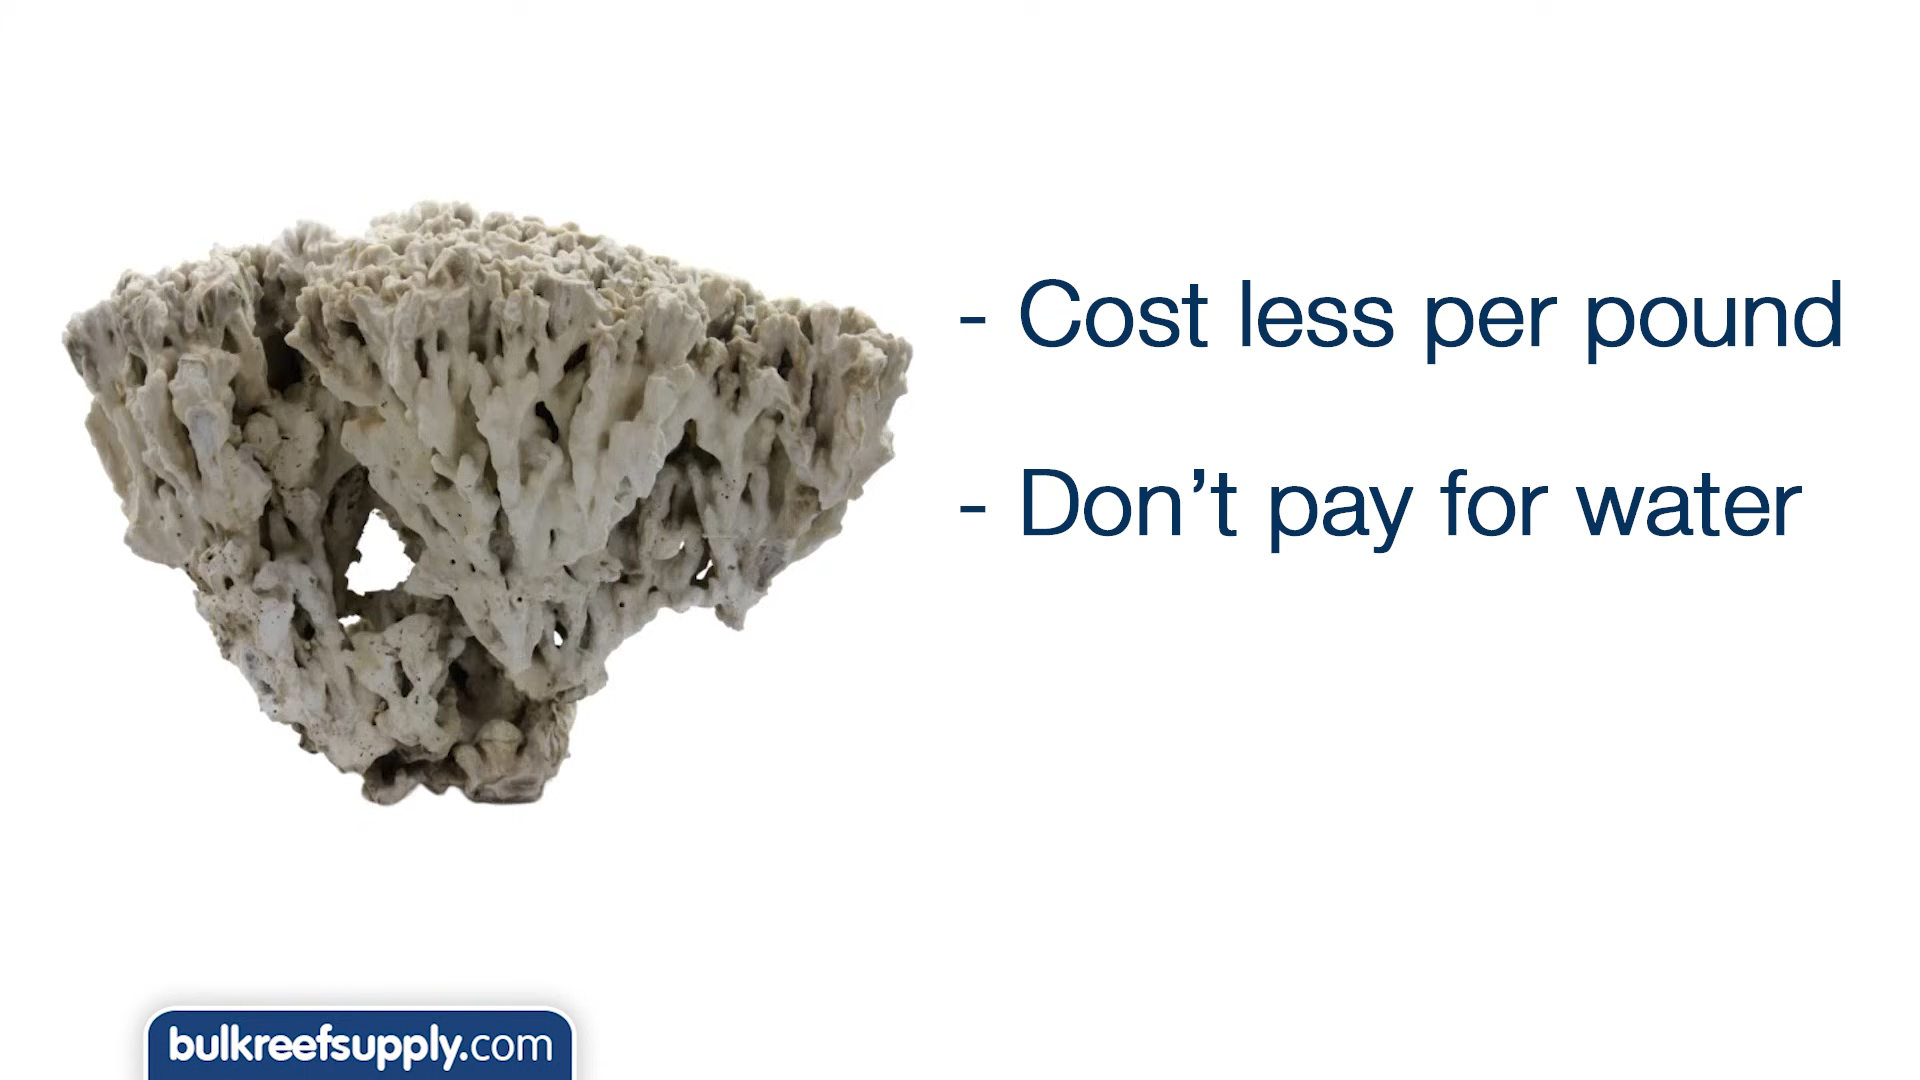 - Cost less per pound
- Don’t pay for water
bulkreefsupply.com